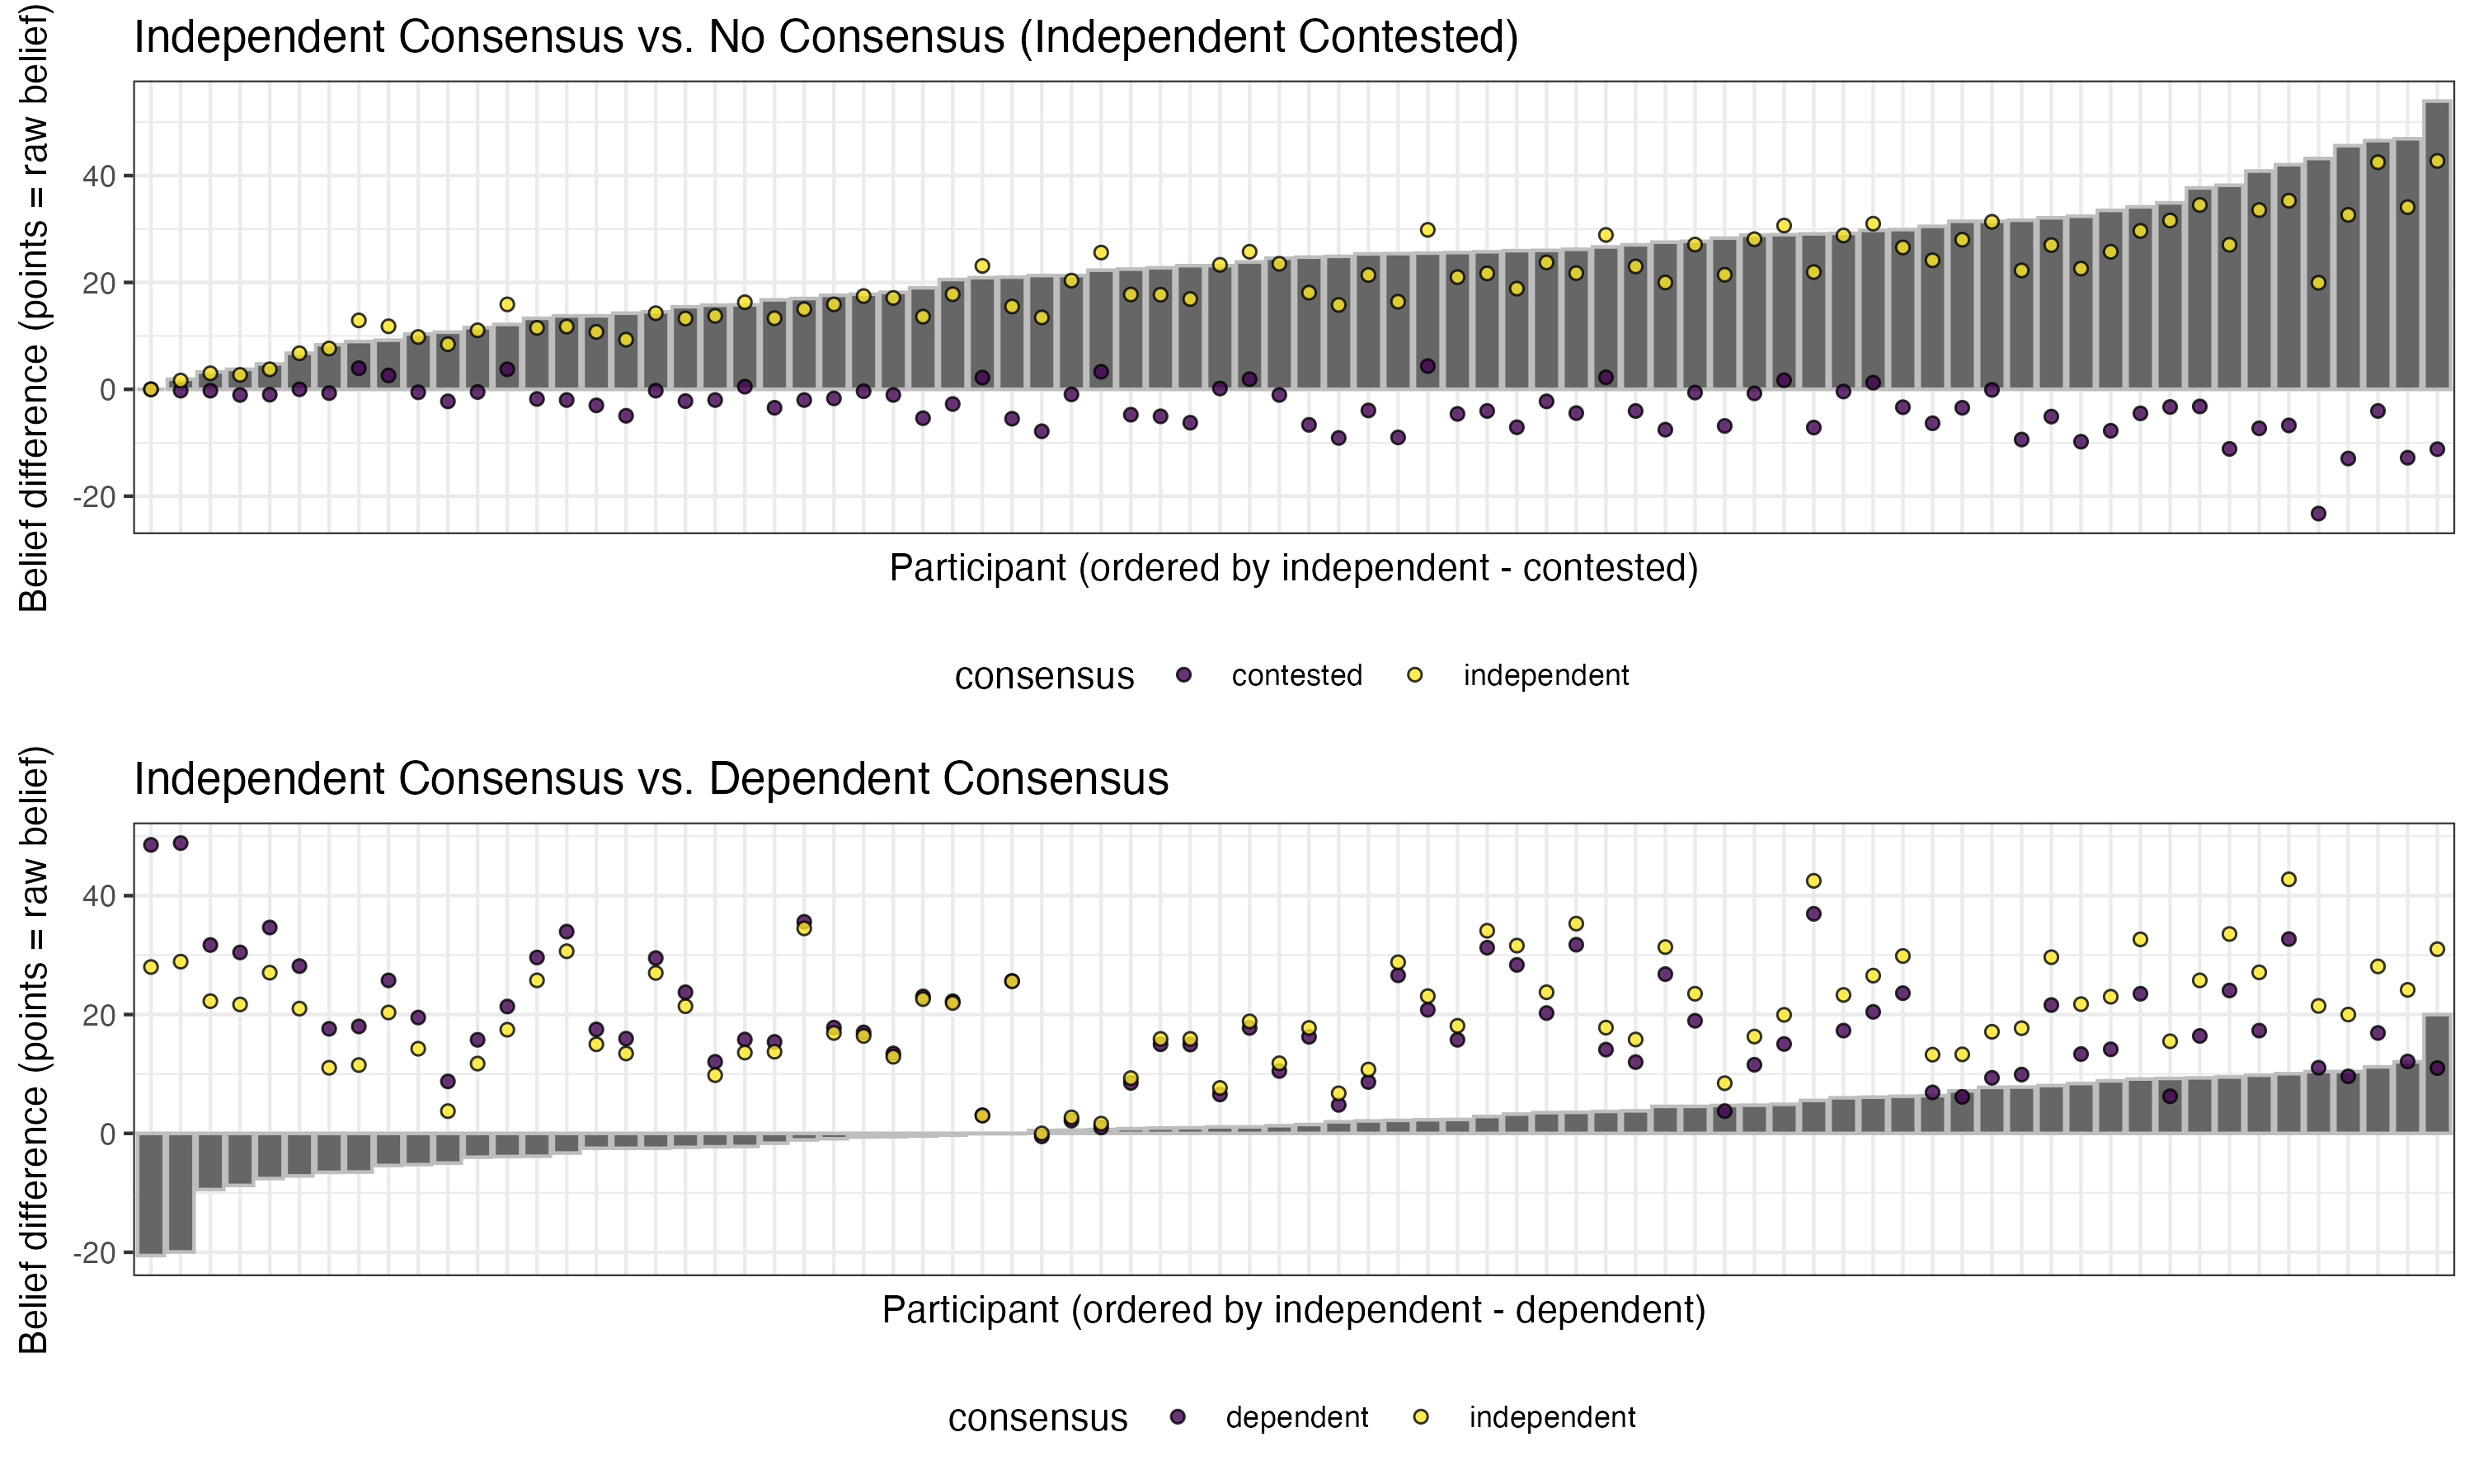 Independent Consensus vs. No Consensus (Independent Contested)
Belief difference (points = raw belief)
40
20
0
-20
Participant (ordered by independent - contested)
consensus contested independent
Independent Consensus vs. Dependent Consensus
Belief difference (points = raw belief)
40
20
0
-20
Participant (ordered by independent - dependent)
consensus dependent independent